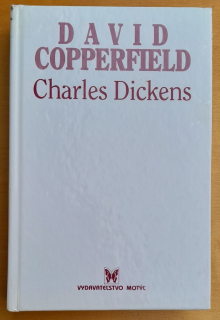 DAVID
COPPERFIELD
Charles Dickens
VYDAVATEĽSTVO MOTÝĽ